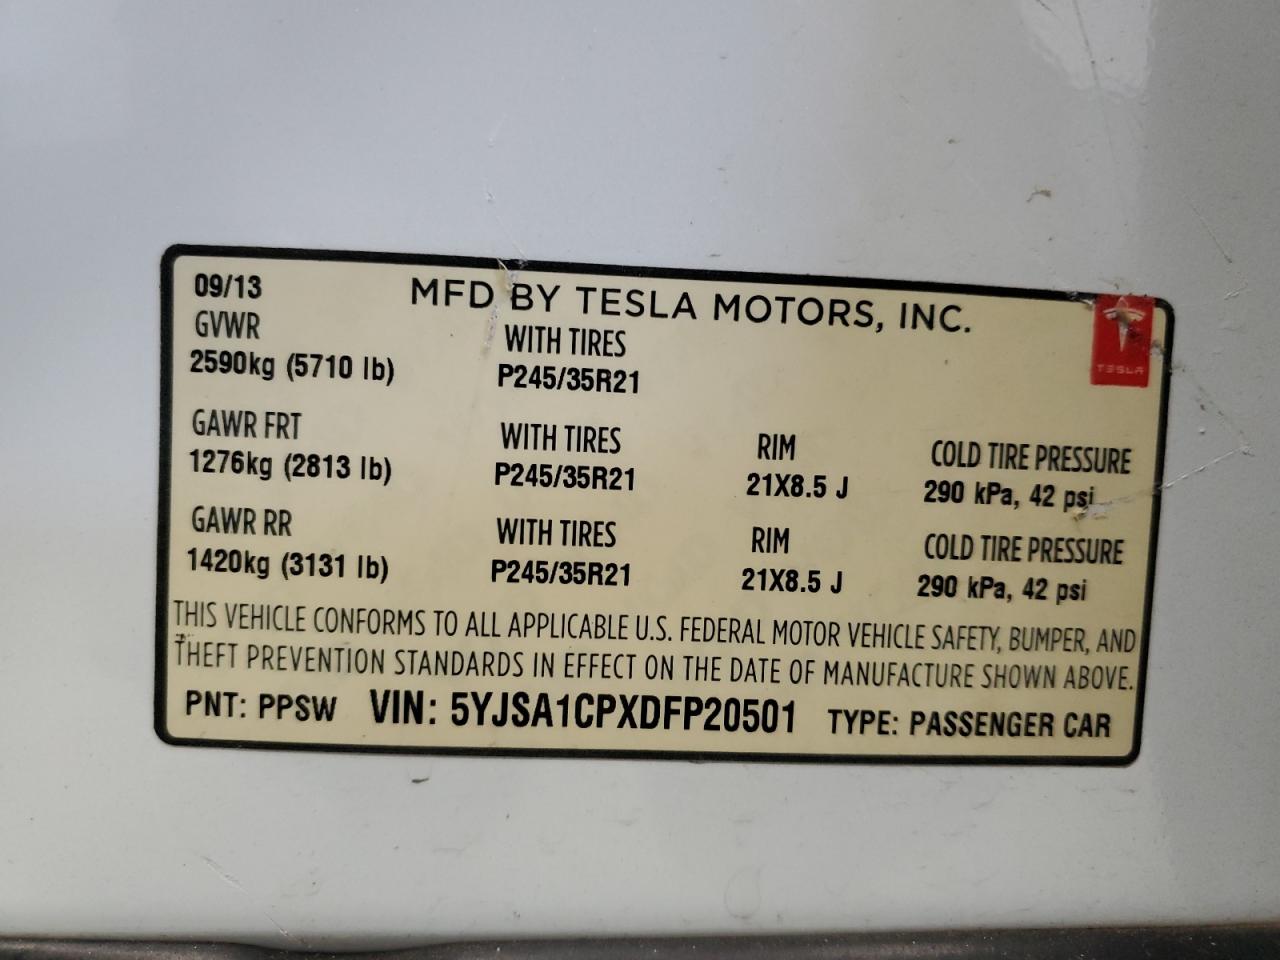 09/13 MFD BY TESLA MOTORS, INC.
GVWR WITH TIRES
2590kg (5710 lb) P245/35R21
TESLA
GAWR FRT WITH TIRES RIM COLD TIRE PRESSURE
1276kg (2813 lb) P245/35R21 21X8.5 J 290 kPa, 42 psi
GAWR RR WITH TIRES RIM COLD TIRE PRESSURE
1420kg (3131 lb) P245/35R21 21X8.5 J 290 kPa, 42 psi
THIS VEHICLE CONFORMS TO ALL APPLICABLE U.S. FEDERAL MOTOR VEHICLE SAFETY, BUMPER, AND
THEFT PREVENTION STANDARDS IN EFFECT ON THE DATE OF MANUFACTURE SHOWN ABOVE.
PNT: PPSW VIN: 5YJSA1CPXDFP20501 TYPE: PASSENGER CAR